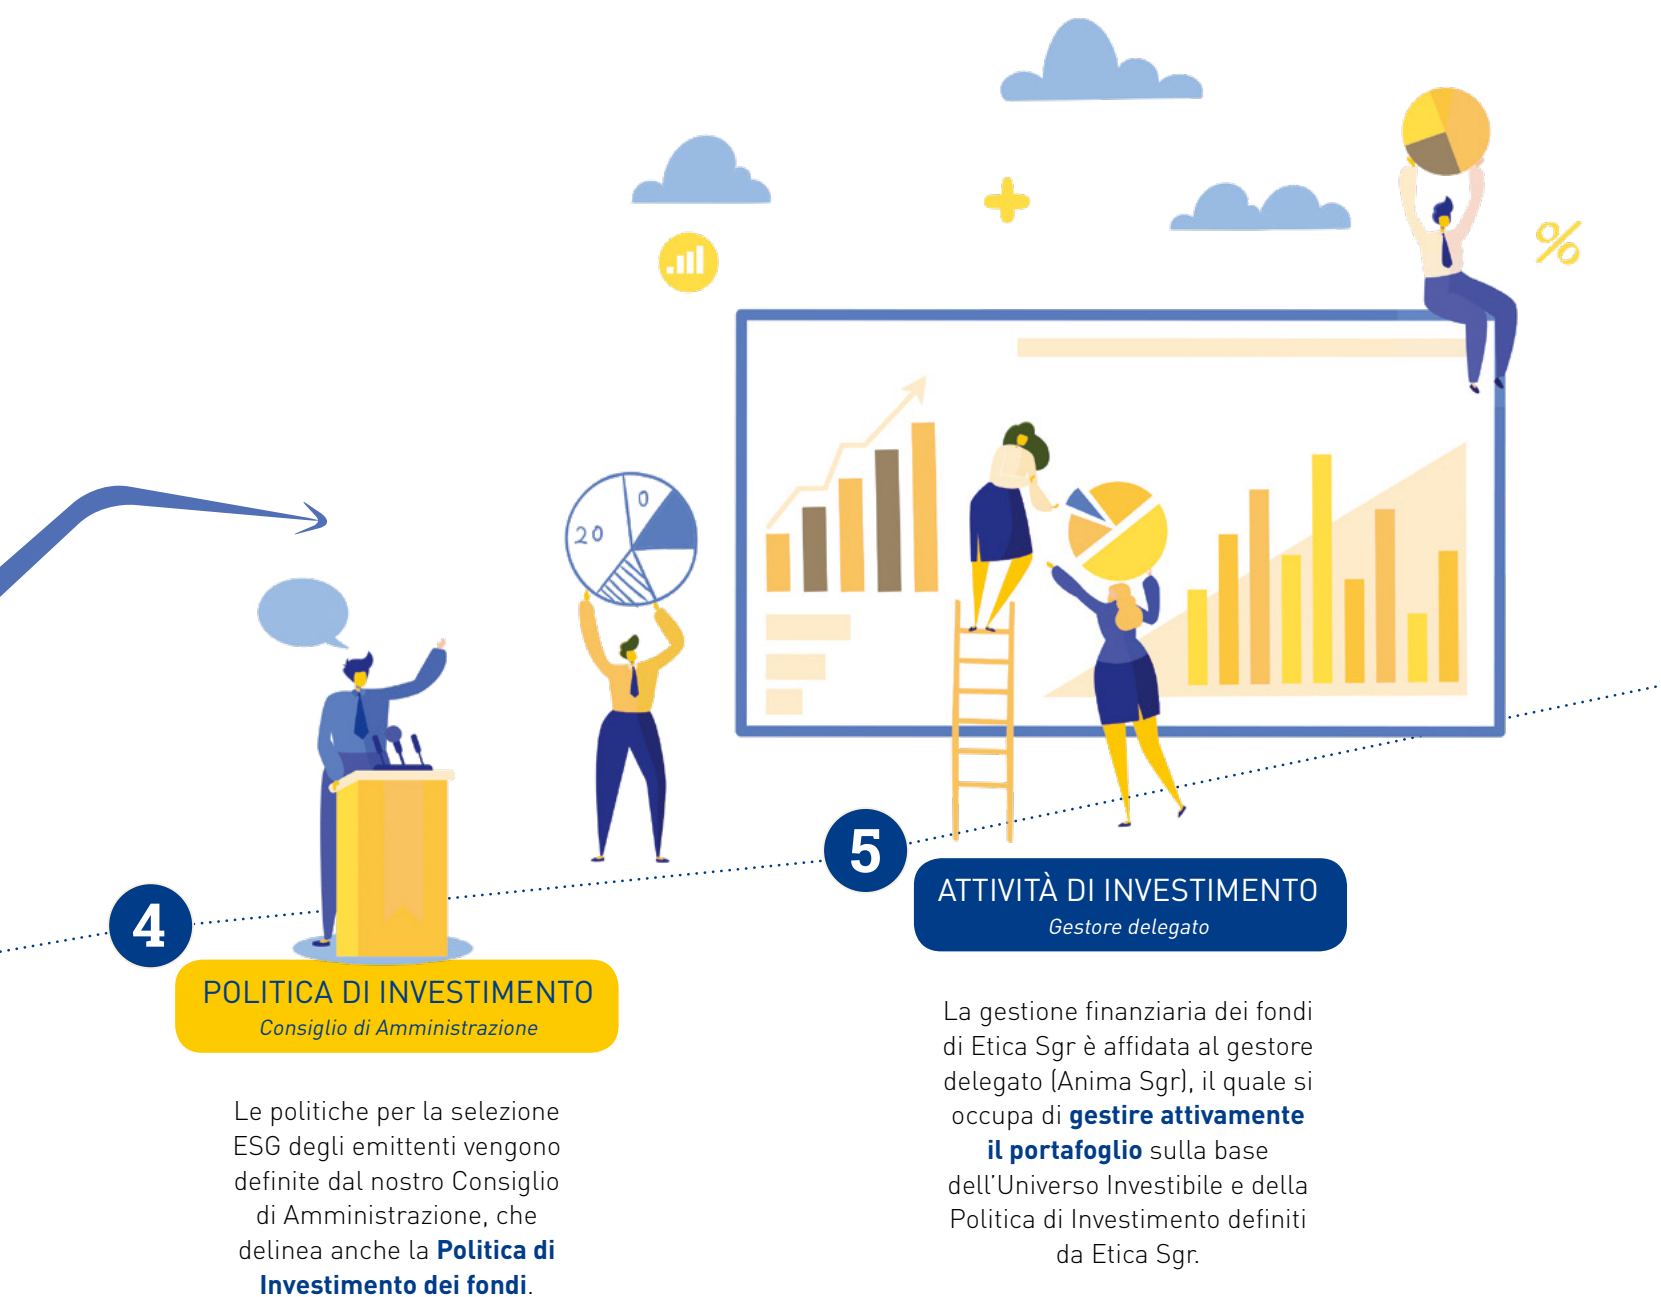 %
0
20
4
POLITICA DI INVESTIMENTO
Consiglio di Amministrazione
Le politiche per la selezione
ESG degli emittenti vengono
definite dal nostro Consiglio
di Amministrazione, che
delinea anche la Politica di
Investimento dei fondi.
5
ATTIVITÀ DI INVESTIMENTO
Gestore delegato
La gestione finanziaria dei fondi
di Etica Sgr è affidata al gestore
delegato (Anima Sgr), il quale si
occupa di gestire attivamente
il portafoglio sulla base
dell’Universo Investibile e della
Politica di Investimento definiti
da Etica Sgr.